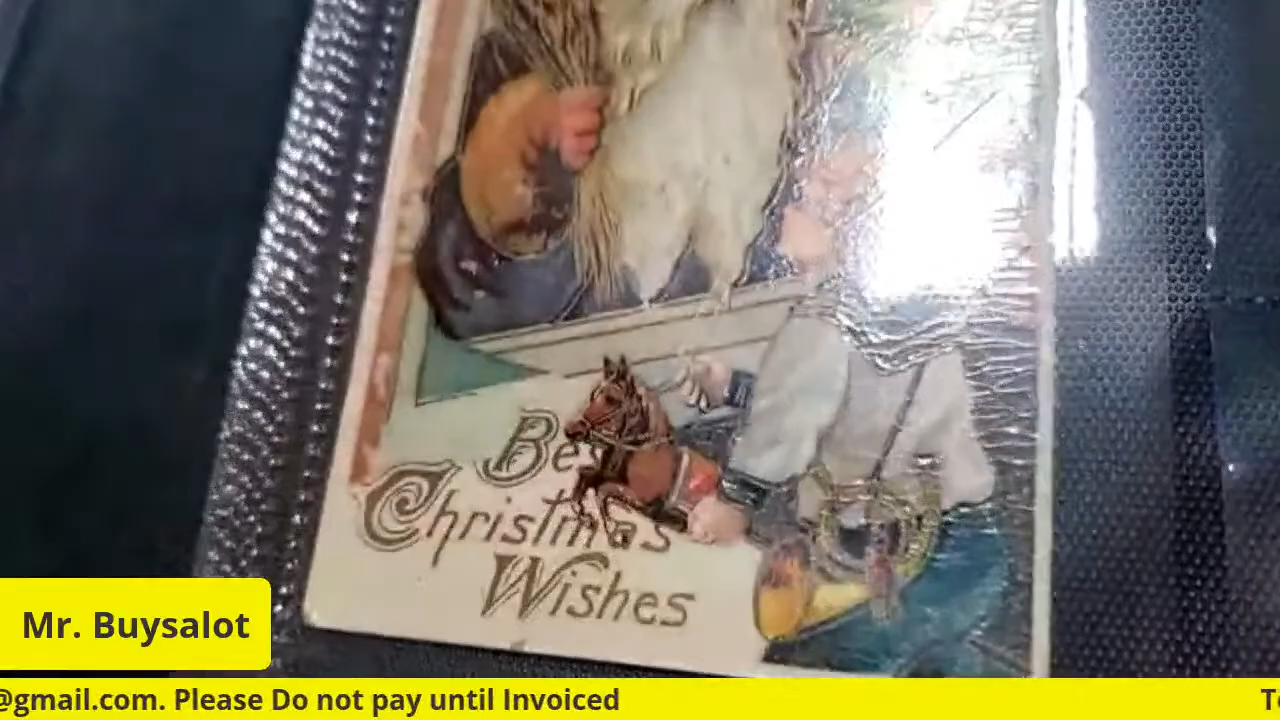 Best
Christmas
Wishes
Mr. Buysalot
@gmail.com. Please Do not pay until Invoiced